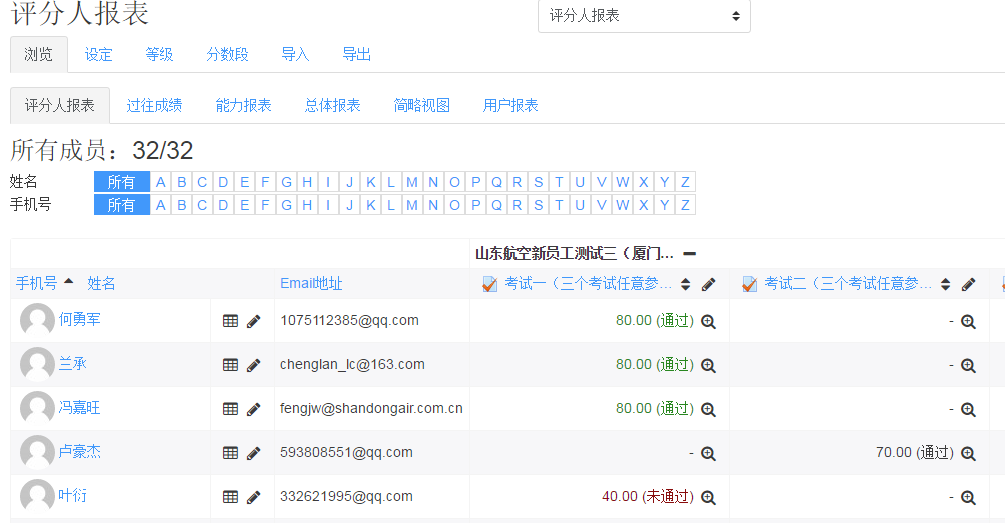 评分人报表 评分人报表
浏览 设定 等级 分数段 导入 导出
评分人报表 过往成绩 能力报表 总体报表 简略视图 用户报表
所有成员：32/32
姓名 所有 A B C D E F G H I J K L M N O P Q R S T U V W X Y Z
手机号 所有 A B C D E F G H I J K L M N O P Q R S T U V W X Y Z
山东航空新员工测试三（厦门...
手机号 姓名 Email地址 考试一（三个考试任意参... 考试二（三个考试任意参...
何勇军 1075112385@qq.com 80.00 (通过) -
兰承 chenglan_lc@163.com 80.00 (通过) -
冯嘉旺 fengjw@shandongair.com.cn 80.00 (通过) -
卢豪杰 593808551@qq.com - 70.00 (通过)
叶衍 332621995@qq.com 40.00 (未通过) -